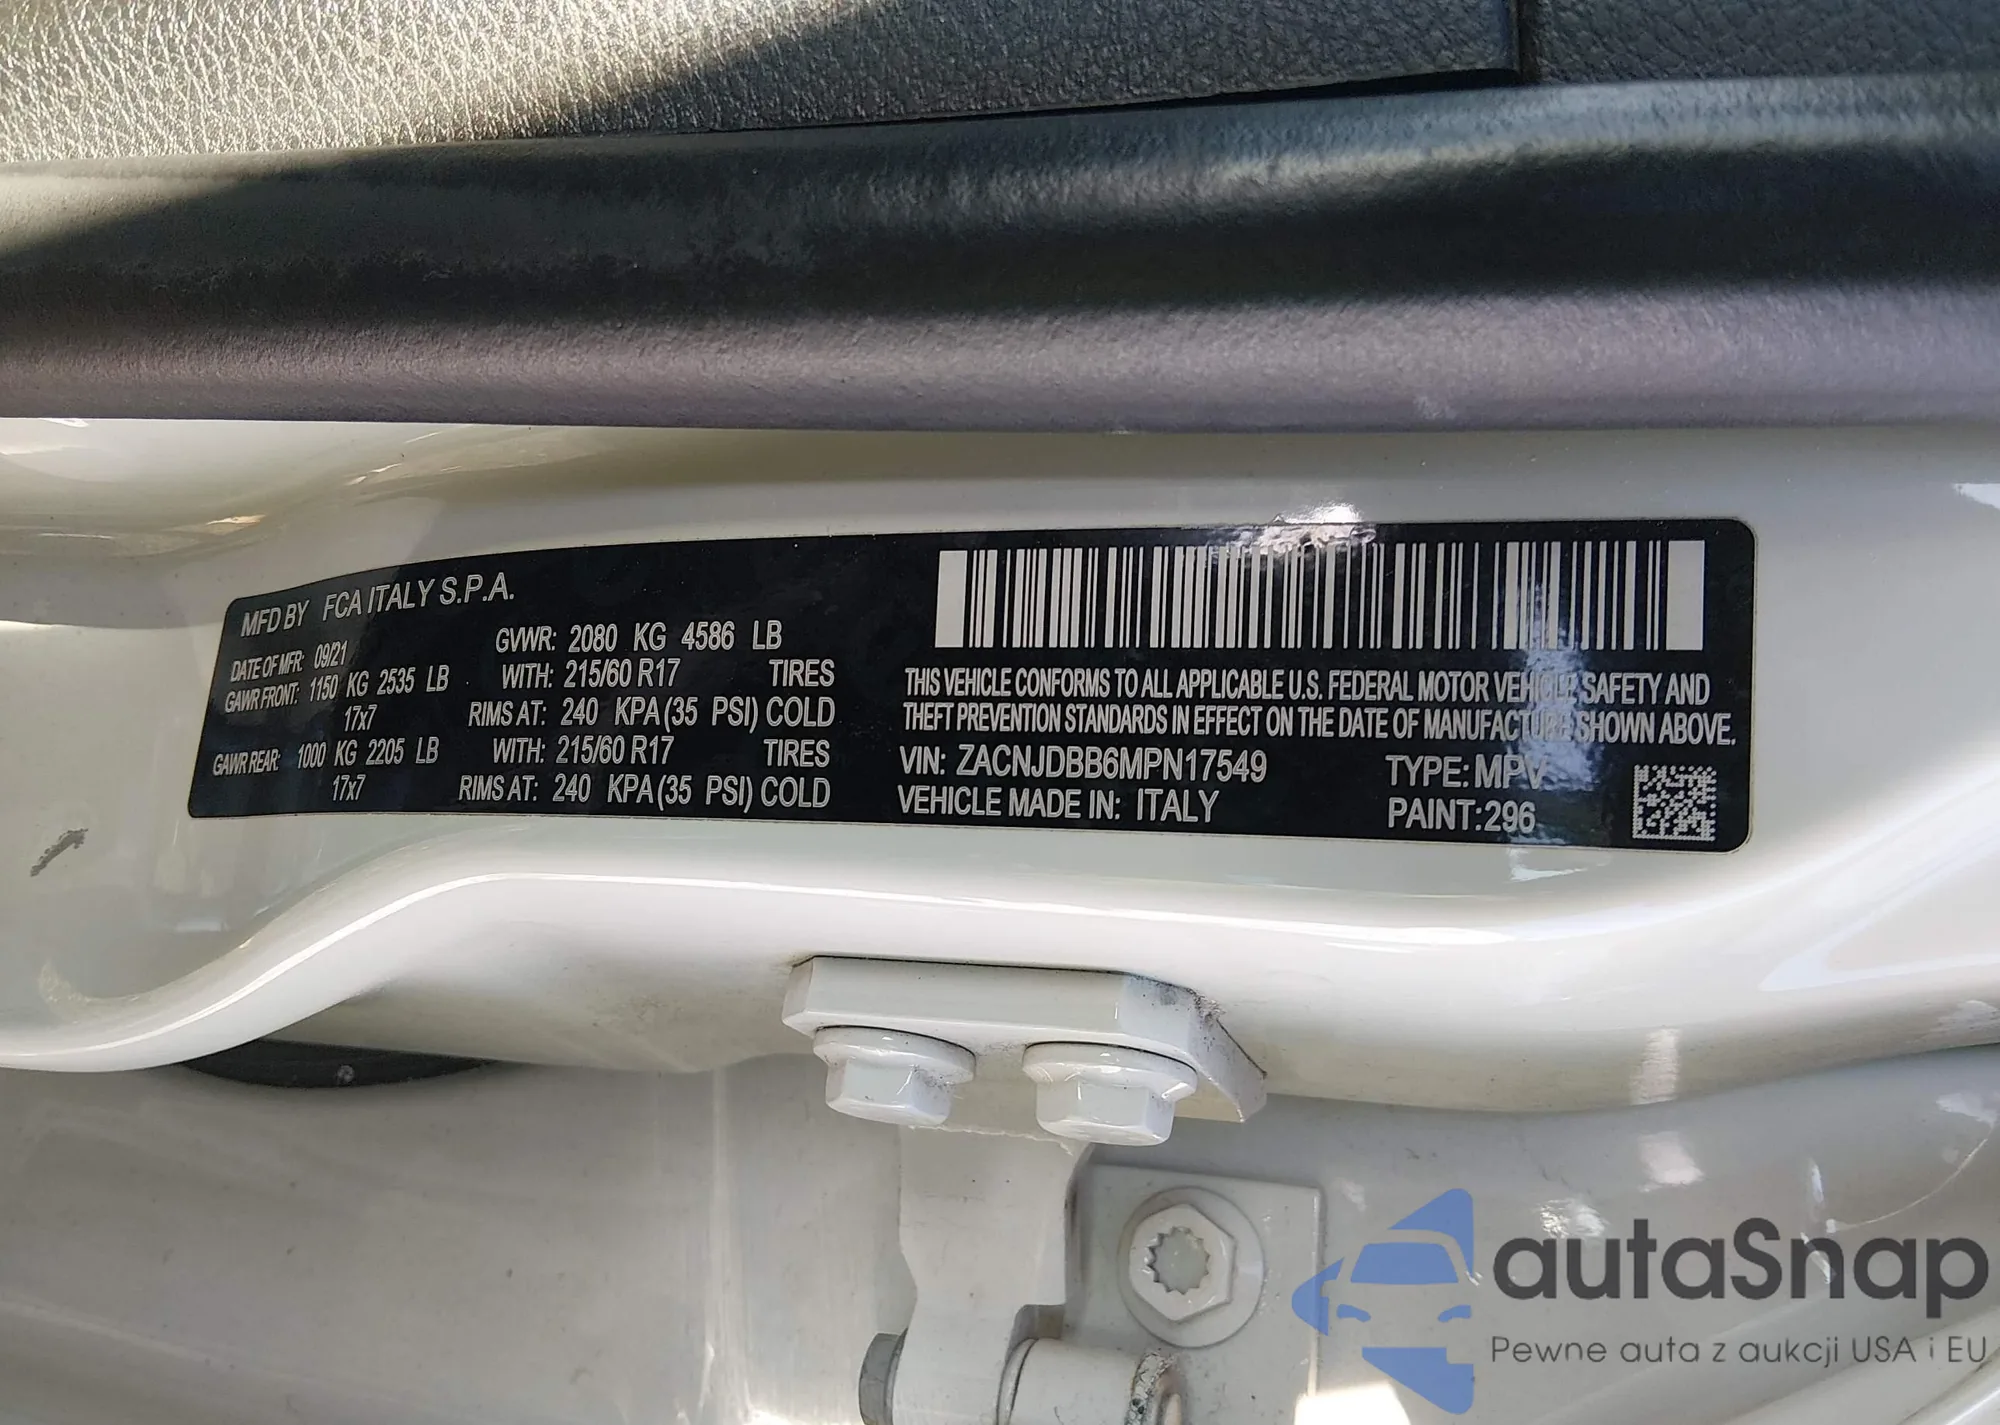 MFD BY FCA ITALY S.P.A.
DATE OF MFR: 09/21 GVWR: 2080 KG 4586 LB
GAWR FRONT: 1150 KG 2535 LB WITH: 215/60 R17 TIRES
17x7 RIMS AT: 240 KPA (35 PSI) COLD
GAWR REAR: 1000 KG 2205 LB WITH: 215/60 R17 TIRES
17x7 RIMS AT: 240 KPA (35 PSI) COLD
THIS VEHICLE CONFORMS TO ALL APPLICABLE U.S. FEDERAL MOTOR VEHICLE SAFETY AND
THEFT PREVENTION STANDARDS IN EFFECT ON THE DATE OF MANUFACTURE SHOWN ABOVE.
VIN: ZACNJDBB6MPN17549 TYPE: MPV
VEHICLE MADE IN: ITALY PAINT:296
autaSnap
Pewne auta z aukcji USA i EU